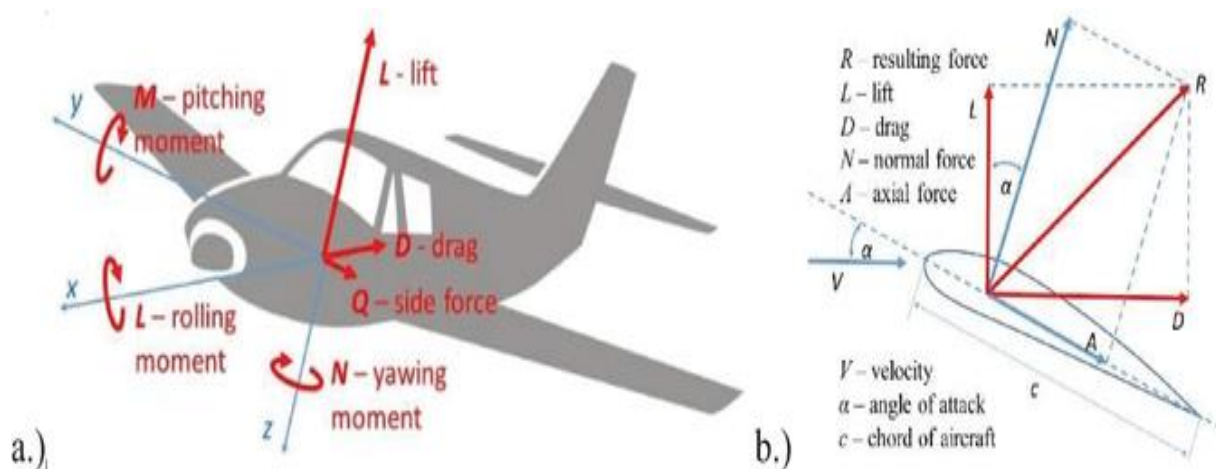 L - lift
y
M – pitching
moment
D - drag
Q – side force
x
L – rolling
moment
N – yawing
moment
z
a.)
R – resulting force
L – lift
D – drag
N – normal force
A – axial force
N
R
L
α
α
V
D
A
c
V – velocity
α – angle of attack
c – chord of aircraft
b.)